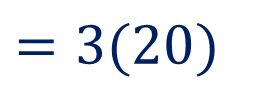 = 3(20)